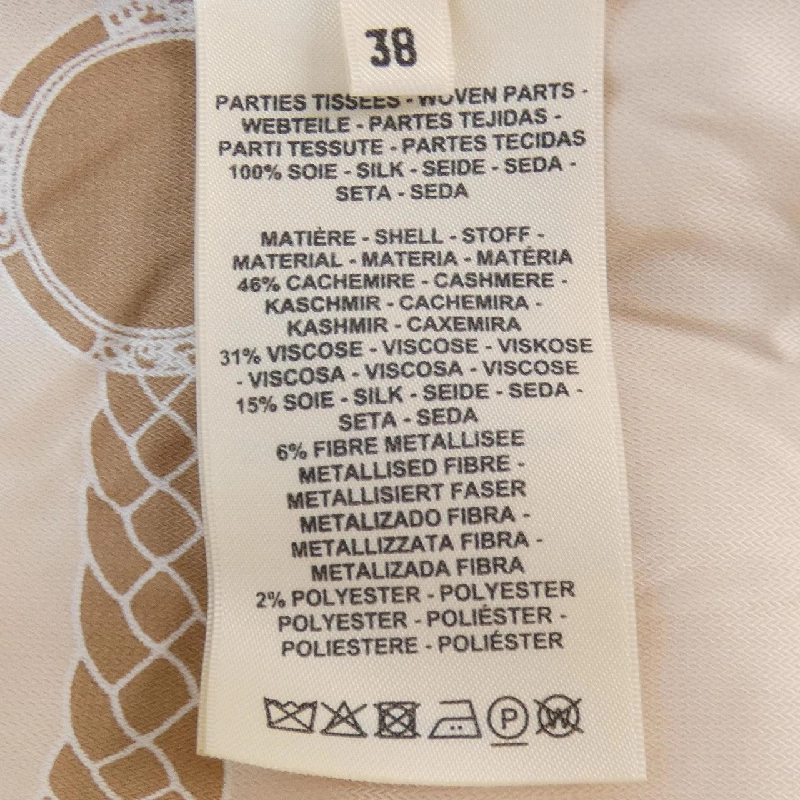 38
PARTIES TISSEES - WOVEN PARTS -
WEBTEILE - PARTES TEJIDAS -
PARTI TESSUTE - PARTES TECIDAS
100% SOIE - SILK - SEIDE - SEDA -
SETA - SEDA
MATIÈRE - SHELL - STOFF -
MATERIAL - MATERIA - MATÉRIA
46% CACHEMIRE - CASHMERE -
KASCHMIR - CACHEMIRA -
KASHMIR - CAXEMIRA
31% VISCOSE - VISCOSE - VISKOSE
- VISCOSA - VISCOSA - VISCOSE
15% SOIE - SILK - SEIDE - SEDA -
SETA - SEDA
6% FIBRE METALLISEE
METALLISED FIBRE -
METALLISIERT FASER
METALIZADO FIBRA -
METALLIZZATA FIBRA -
METALIZADA FIBRA
2% POLYESTER - POLYESTER
POLYESTER - POLIÉSTER -
POLIESTERE - POLIÉSTER
P W